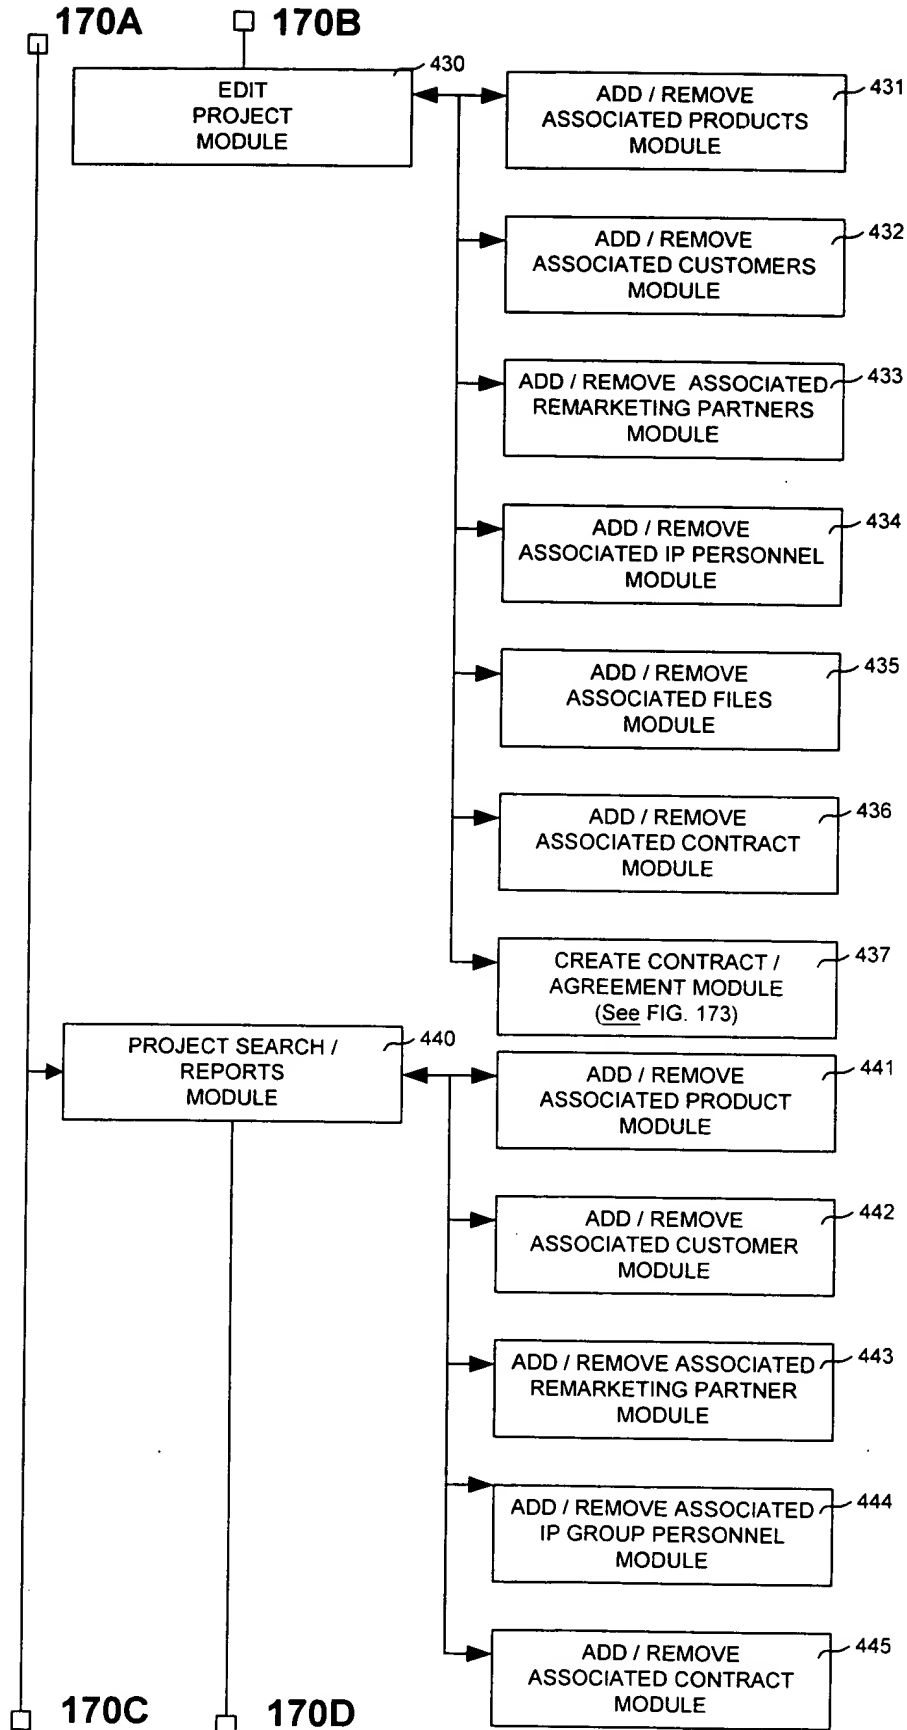 170A
170B
430
EDIT
PROJECT
MODULE
431
ADD / REMOVE
ASSOCIATED PRODUCTS
MODULE
432
ADD / REMOVE
ASSOCIATED CUSTOMERS
MODULE
433
ADD / REMOVE ASSOCIATED
REMARKETING PARTNERS
MODULE
434
ADD / REMOVE
ASSOCIATED IP PERSONNEL
MODULE
435
ADD / REMOVE
ASSOCIATED FILES
MODULE
436
ADD / REMOVE
ASSOCIATED CONTRACT
MODULE
437
CREATE CONTRACT /
AGREEMENT MODULE
(See FIG. 173)
440
PROJECT SEARCH /
REPORTS
MODULE
441
ADD / REMOVE
ASSOCIATED PRODUCT
MODULE
442
ADD / REMOVE
ASSOCIATED CUSTOMER
MODULE
443
ADD / REMOVE ASSOCIATED
REMARKETING PARTNER
MODULE
444
ADD / REMOVE ASSOCIATED
IP GROUP PERSONNEL
MODULE
445
ADD / REMOVE
ASSOCIATED CONTRACT
MODULE
170C
170D